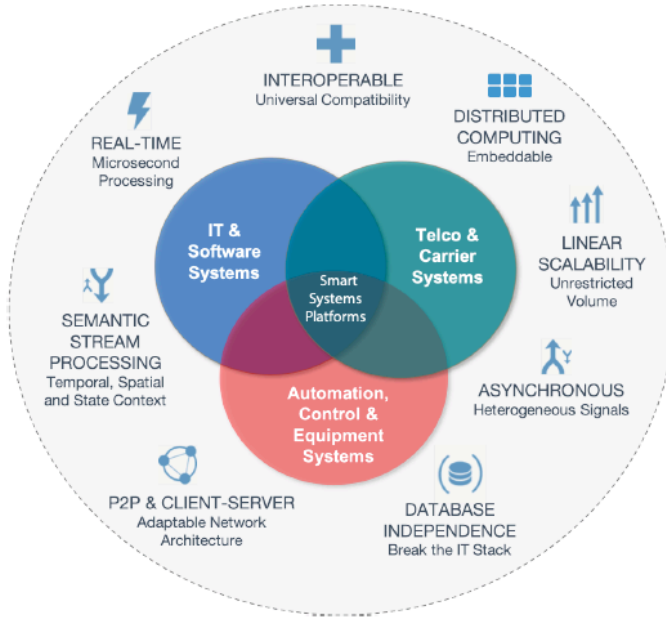 INTEROPERABLE
Universal Compatibility
DISTRIBUTED
COMPUTING
Embeddable
REAL-TIME
Microsecond
Processing
IT &
Software
Systems
Telco &
Carrier
Systems
LINEAR
SCALABILITY
Unrestricted
Volume
Smart
Systems
Platforms
SEMANTIC
STREAM
PROCESSING
Temporal, Spatial
and State Context
ASYNCHRONOUS
Heterogeneous Signals
Automation,
Control &
Equipment
Systems
P2P & CLIENT-SERVER
Adaptable Network
Architecture
DATABASE
INDEPENDENCE
Break the IT Stack